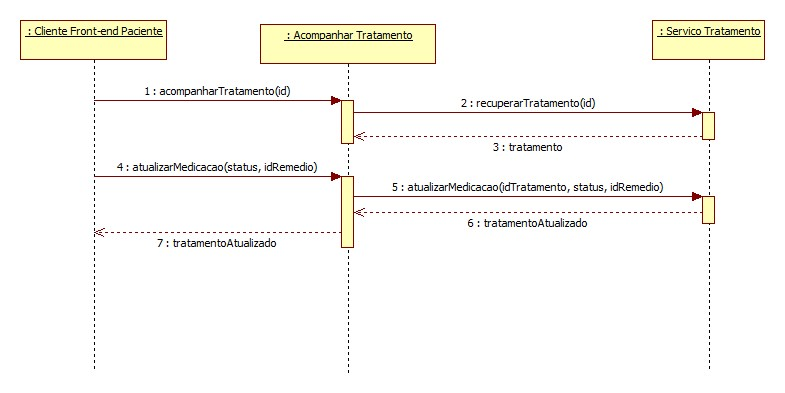 : Cliente Front-end Paciente
: Acompanhar Tratamento
: Servico Tratamento
1 : acompanharTratamento(id)
2 : recuperarTratamento(id)
3 : tratamento
4 : atualizarMedicacao(status, idRemedio)
5 : atualizarMedicacao(idTratamento, status, idRemedio)
6 : tratamentoAtualizado
7 : tratamentoAtualizado